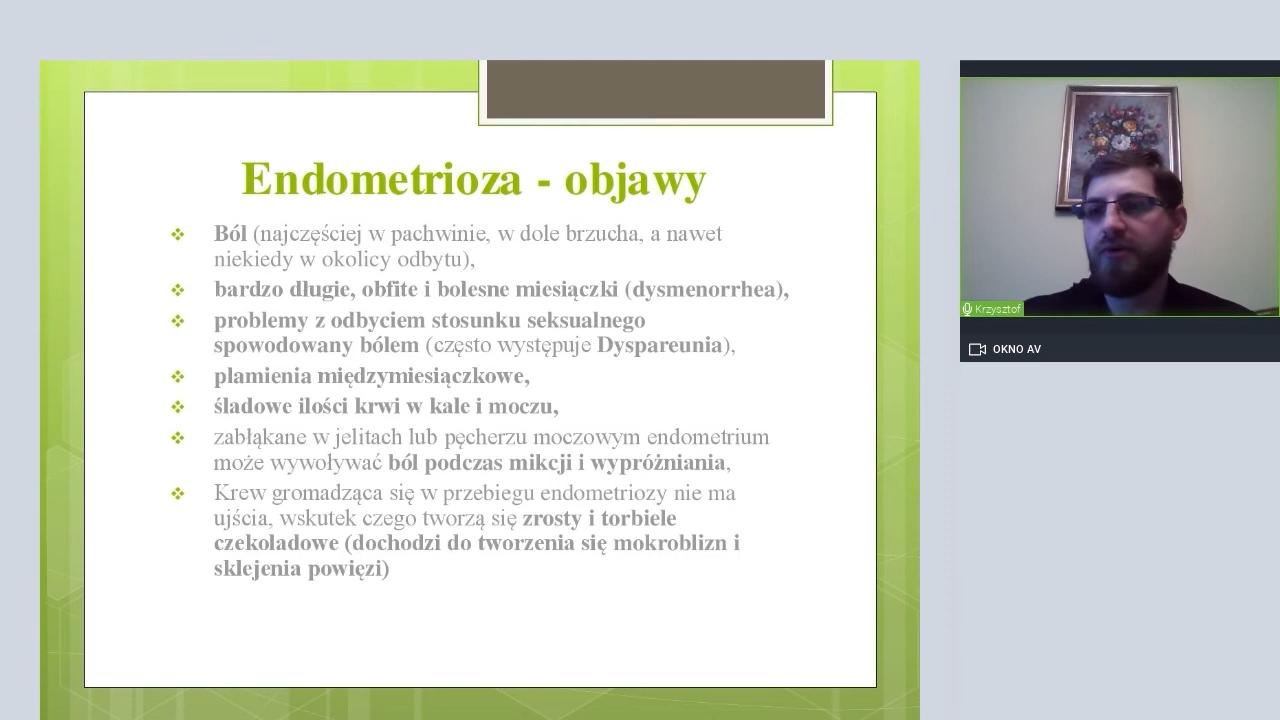 Endometrioza - objawy
Ból (najczęściej w pachwinie, w dole brzucha, a nawet
niekiedy w okolicy odbytu),
bardzo długie, obfite i bolesne miesiączki (dysmenorrhea),
problemy z odbyciem stosunku seksualnego
spowodowany bólem (często występuje Dyspareunia),
plamienia międzymiesiączkowe,
śladowe ilości krwi w kale i moczu,
zabłąkane w jelitach lub pęcherzu moczowym endometrium
może wywoływać ból podczas mikcji i wypróżniania,
Krew gromadząca się w przebiegu endometriozy nie ma
ujścia, wskutek czego tworzą się zrosty i torbiele
czekoladowe (dochodzi do tworzenia się mokroblizn i
sklejenia powięzi)
Krzysztof
OKNO AV